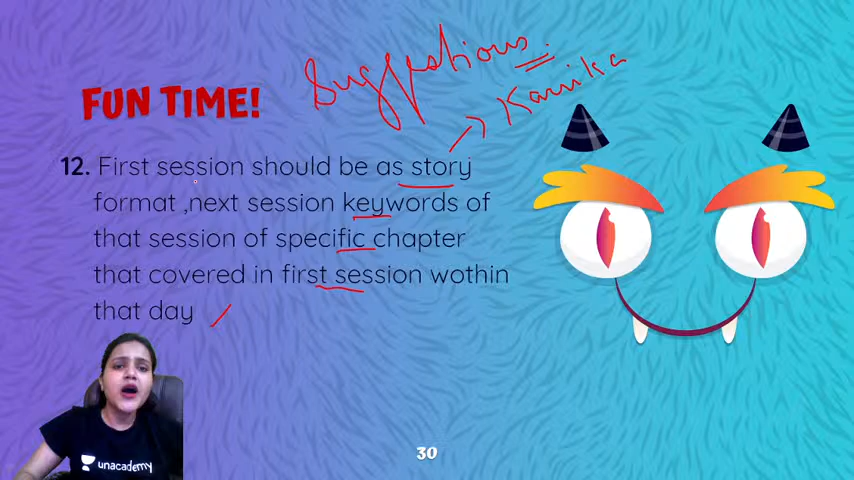 Suggestions
Kanika
FUN TIME!
12. First session should be as story
format ,next session keywords of
that session of specific chapter
that covered in first session wothin
that day
unacademy
30